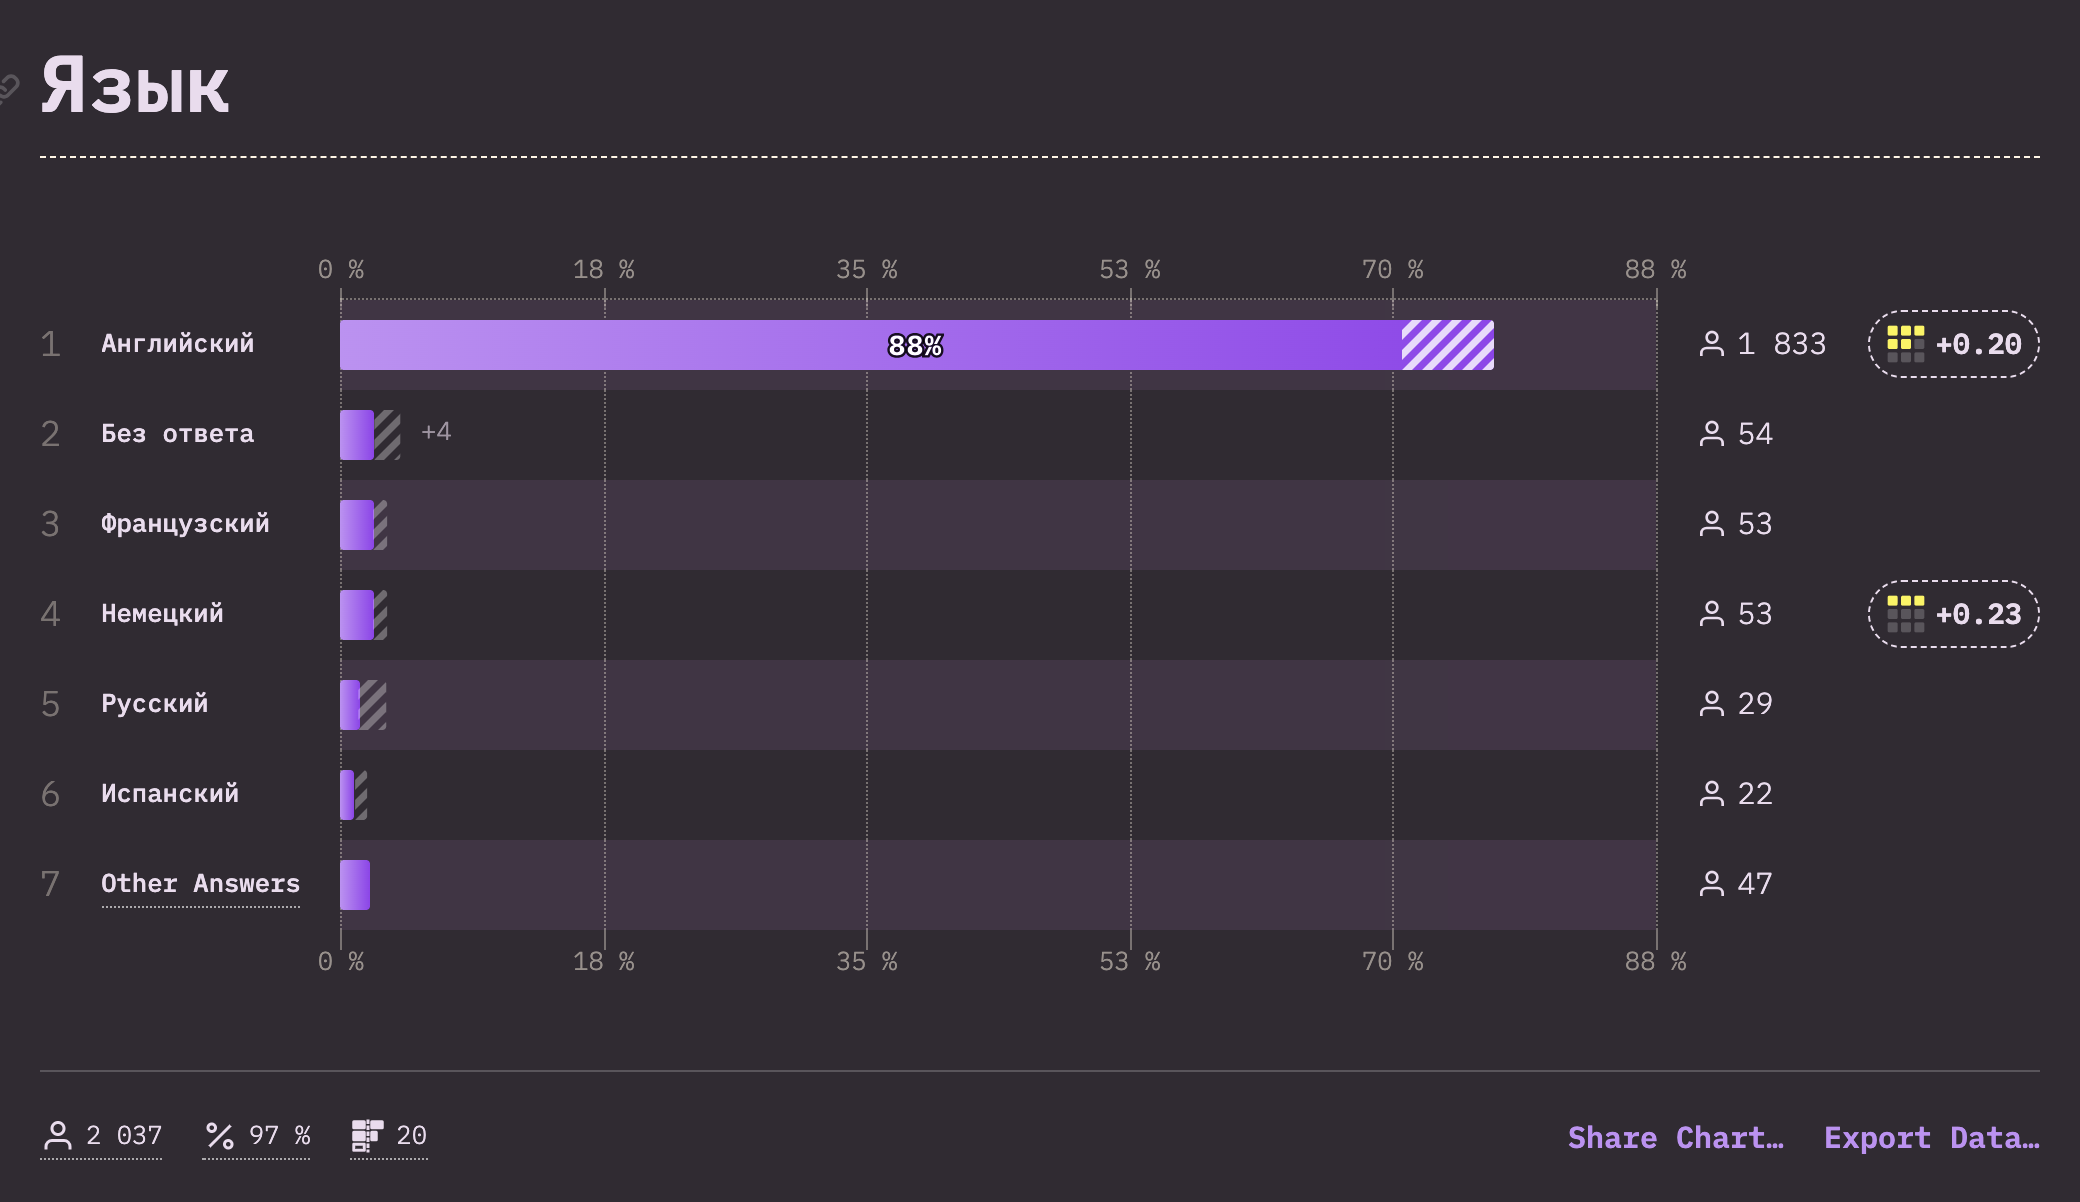 Язык
0 % 18 % 35 % 53 % 70 % 88 %
1 Английский 88% 1 833 +0.20
2 Без ответа +4 54
3 Французский 53
4 Немецкий 53 +0.23
5 Русский 29
6 Испанский 22
7 Other Answers 47
0 % 18 % 35 % 53 % 70 % 88 %
2 037 97 % 20 Share Chart… Export Data…